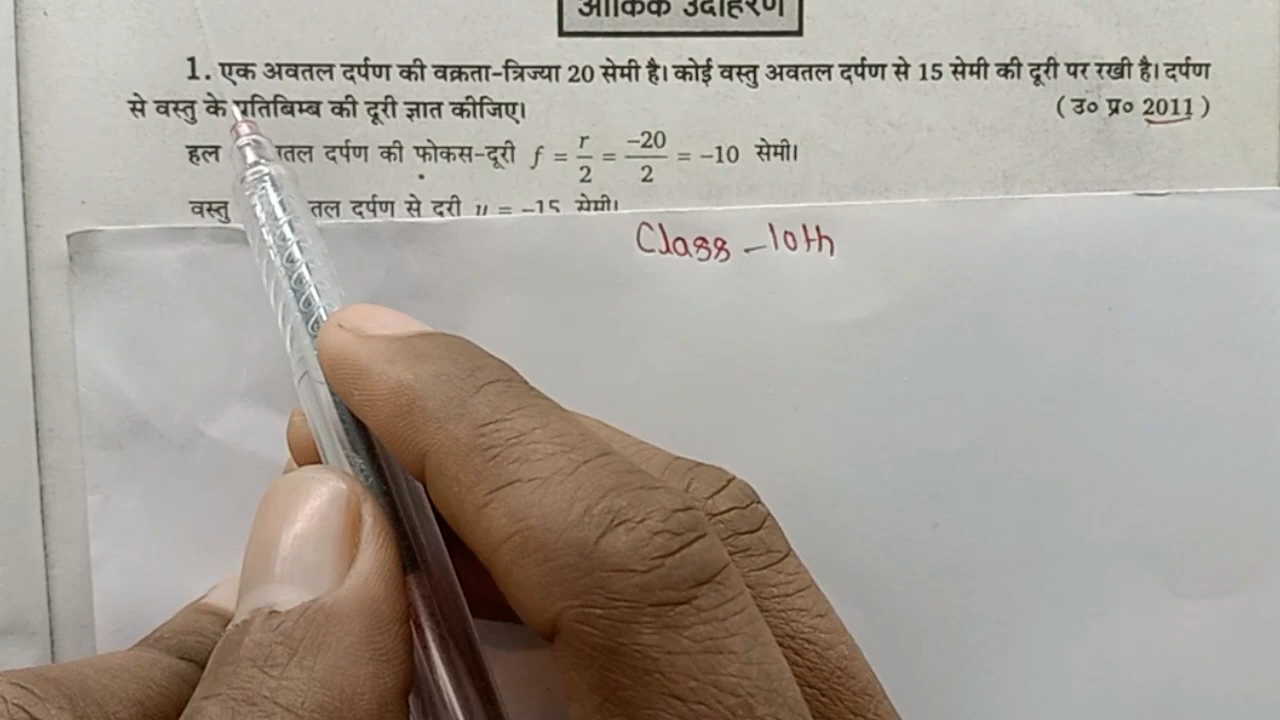 आंकिक उदाहरण
1. एक अवतल दर्पण की वक्रता-त्रिज्या 20 सेमी है। कोई वस्तु अवतल दर्पण से 15 सेमी की दूरी पर रखी है। दर्पण
से वस्तु के प्रतिबिम्ब की दूरी ज्ञात कीजिए। ( उ० प्र० 2011 )
हल दर्पण की फोकस-दूरी f = r/2 = -20/2 = -10 सेमी।
वस्तु दर्पण से दूरी u = -15 सेमी।
Class - 10th